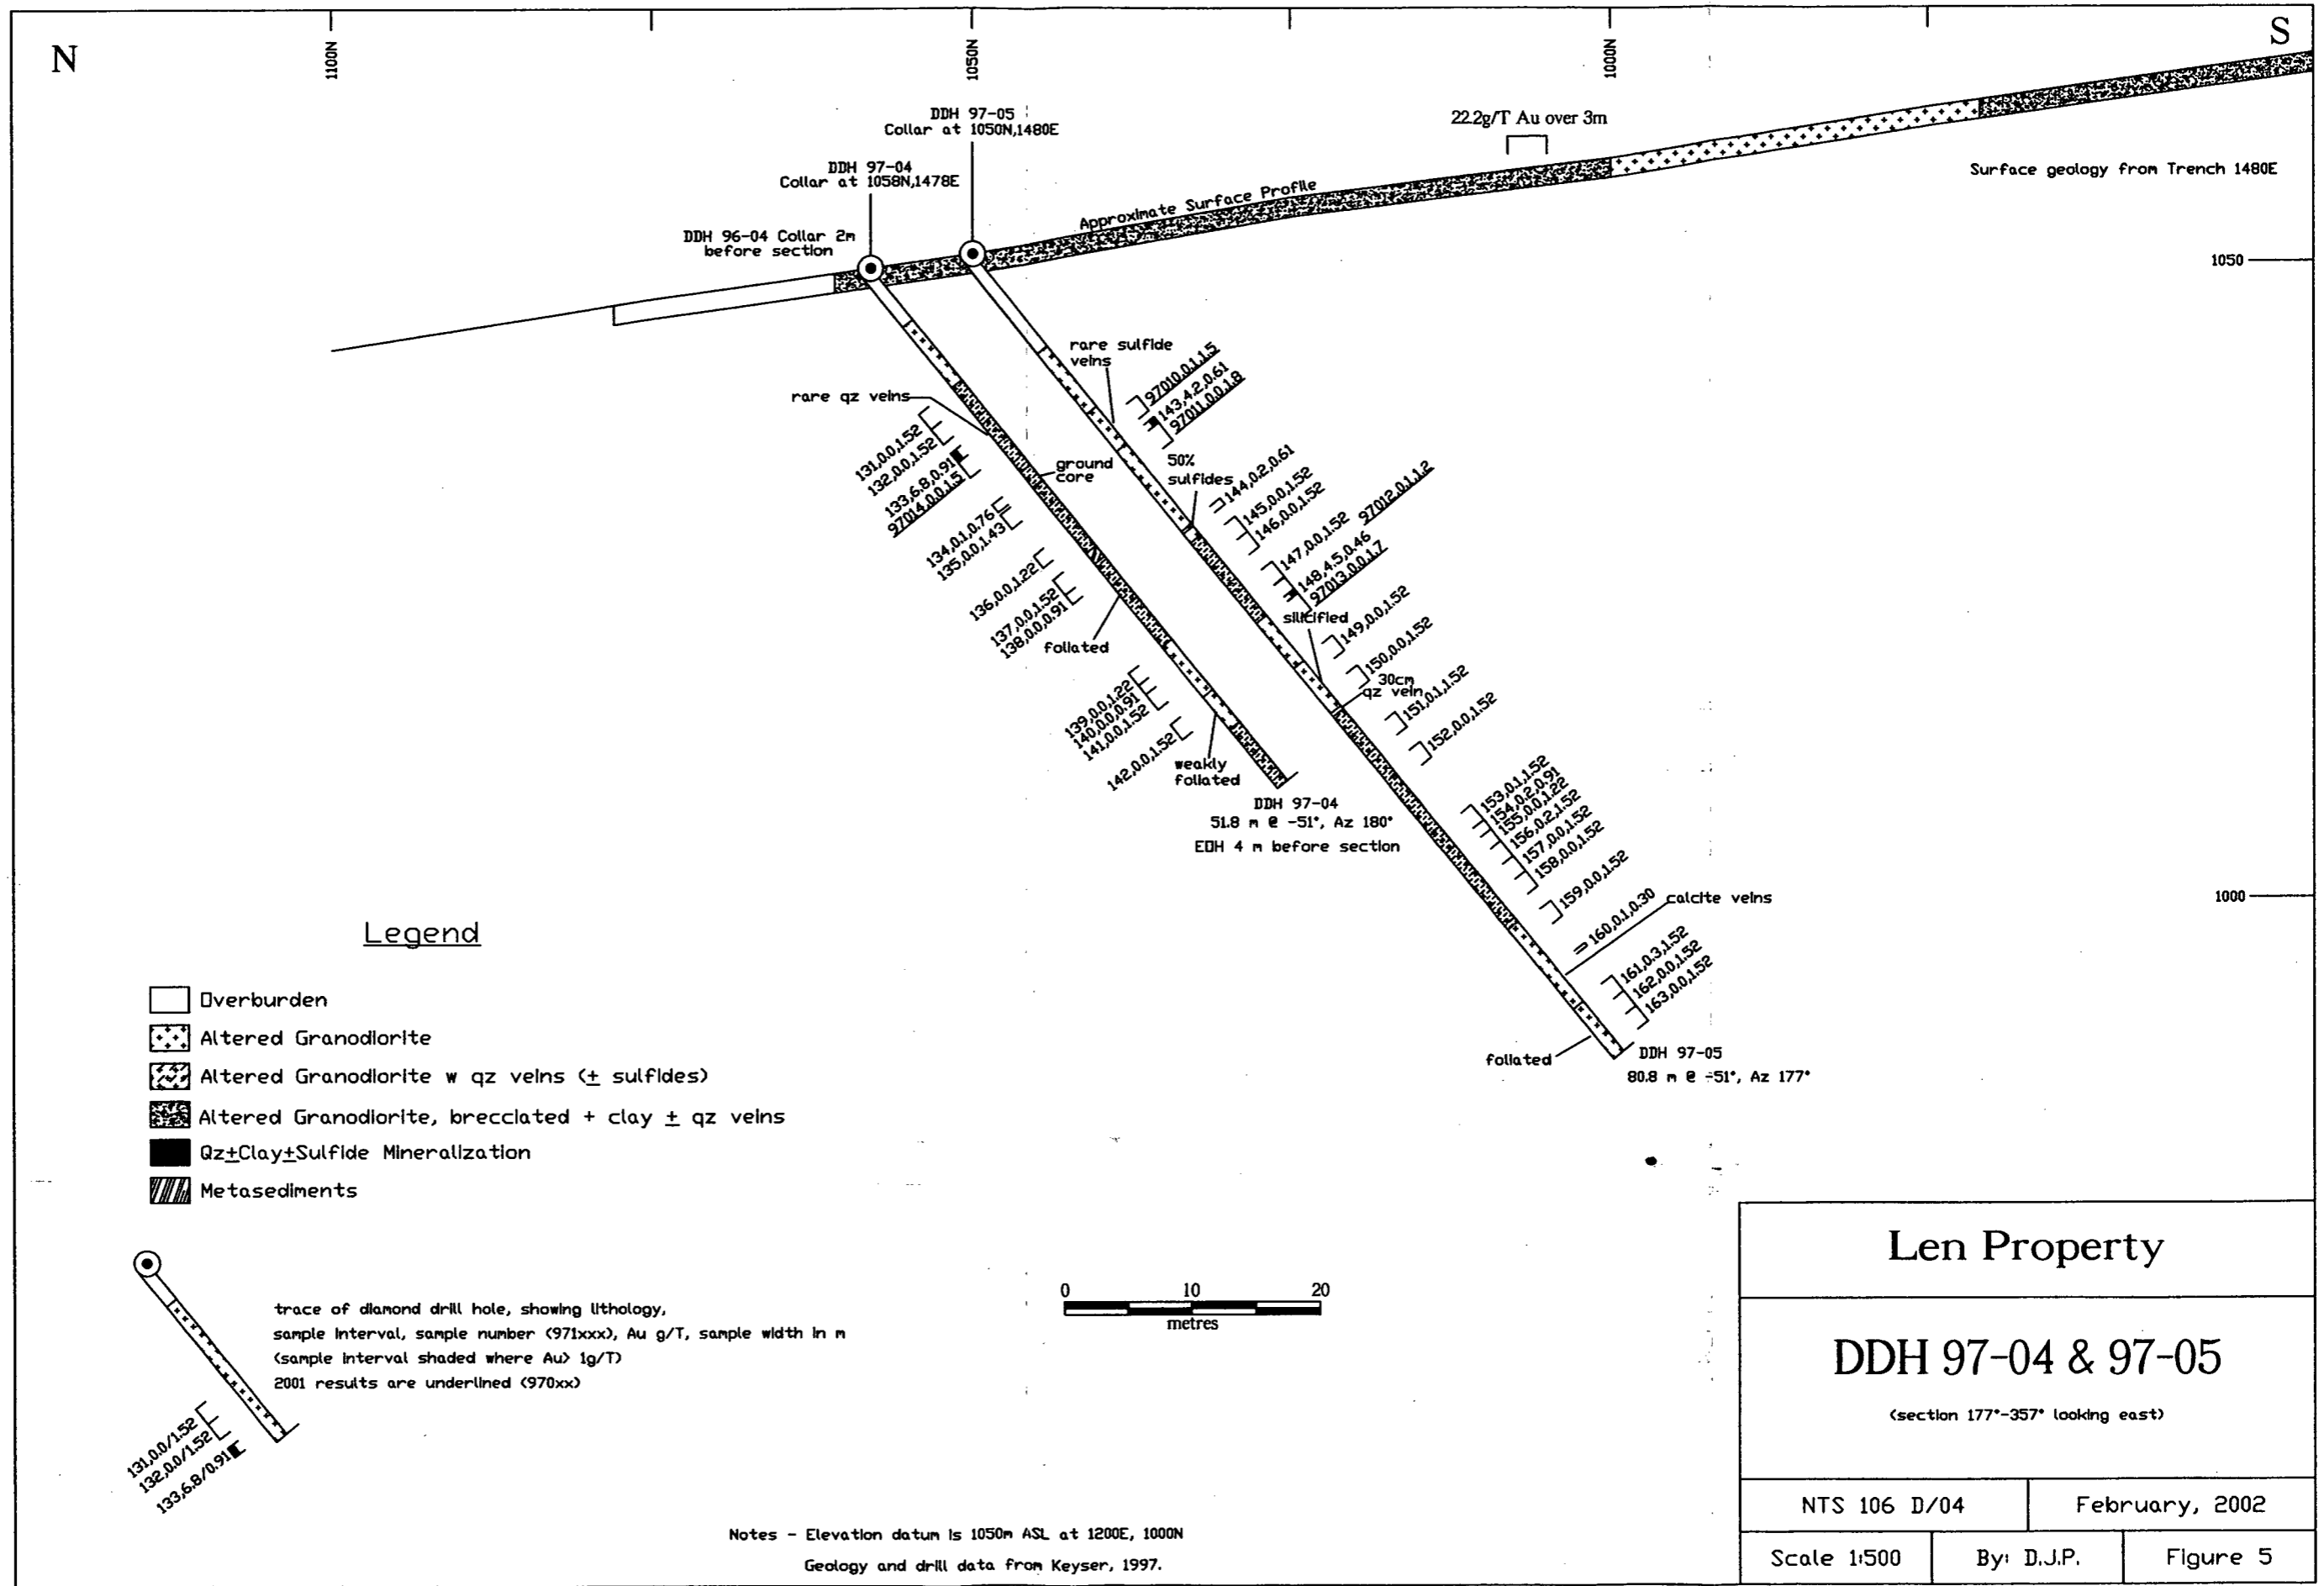 N
S
1100N
1050N
1000N
DDH 97-05
Collar at 1050N,1480E
DDH 97-04
Collar at 1058N,1478E
DDH 96-04 Collar 2m
before section
Approximate Surface Profile
22.2g/T Au over 3m
Surface geology from Trench 1480E
1050
1000
rare sulfide
veins
rare qz veins
ground
core
50%
sulfides
foliated
silicified
30cm
qz vein
weakly
foliated
calcite veins
foliated
131,0.0,1.52
132,0.0,1.52
133,6.8,0.91
97014,0.0,1.5
134,0.1,0.76
135,0.0,1.43
136,0.0,1.22
137,0.0,1.52
138,0.0,0.91
139,0.0,1.22
140,0.0,0.91
141,0.0,1.52
142,0.0,1.52
97010,0.1,1.5
143,4.2,0.61
97011,0.0,1.8
144,0.2,0.61
145,0.0,1.52
146,0.0,1.52
147,0.0,1.52
97012,0.1,1.2
148,4.5,0.46
97013,0.0,1.7
149,0.0,1.52
150,0.0,1.52
151,0.1,1.52
152,0.0,1.52
153,0.1,1.52
154,0.2,0.91
155,0.0,1.22
156,0.2,1.52
157,0.0,1.52
158,0.0,1.52
159,0.0,1.52
160,0.1,0.30
161,0.3,1.52
162,0.0,1.52
163,0.0,1.52
DDH 97-04
51.8 m @ -51°, Az 180°
EOH 4 m before section
DDH 97-05
80.8 m @ -51°, Az 177°
Legend
Overburden
Altered Granodiorite
Altered Granodiorite w qz veins (± sulfides)
Altered Granodiorite, brecciated + clay ± qz veins
Qz±Clay±Sulfide Mineralization
Metasediments
trace of diamond drill hole, showing lithology,
sample interval, sample number (971xxx), Au g/T, sample width in m
(sample interval shaded where Au> 1g/T)
2001 results are underlined (970xx)
131,0.0/1.52
132,0.0/1.52
133,6.8/0.91
0 10 20
metres
Notes - Elevation datum is 1050m ASL at 1200E, 1000N
Geology and drill data from Keyser, 1997.
Len Property
DDH 97-04 & 97-05
(section 177°-357° looking east)
NTS 106 D/04
February, 2002
Scale 1:500
By: D.J.P.
Figure 5